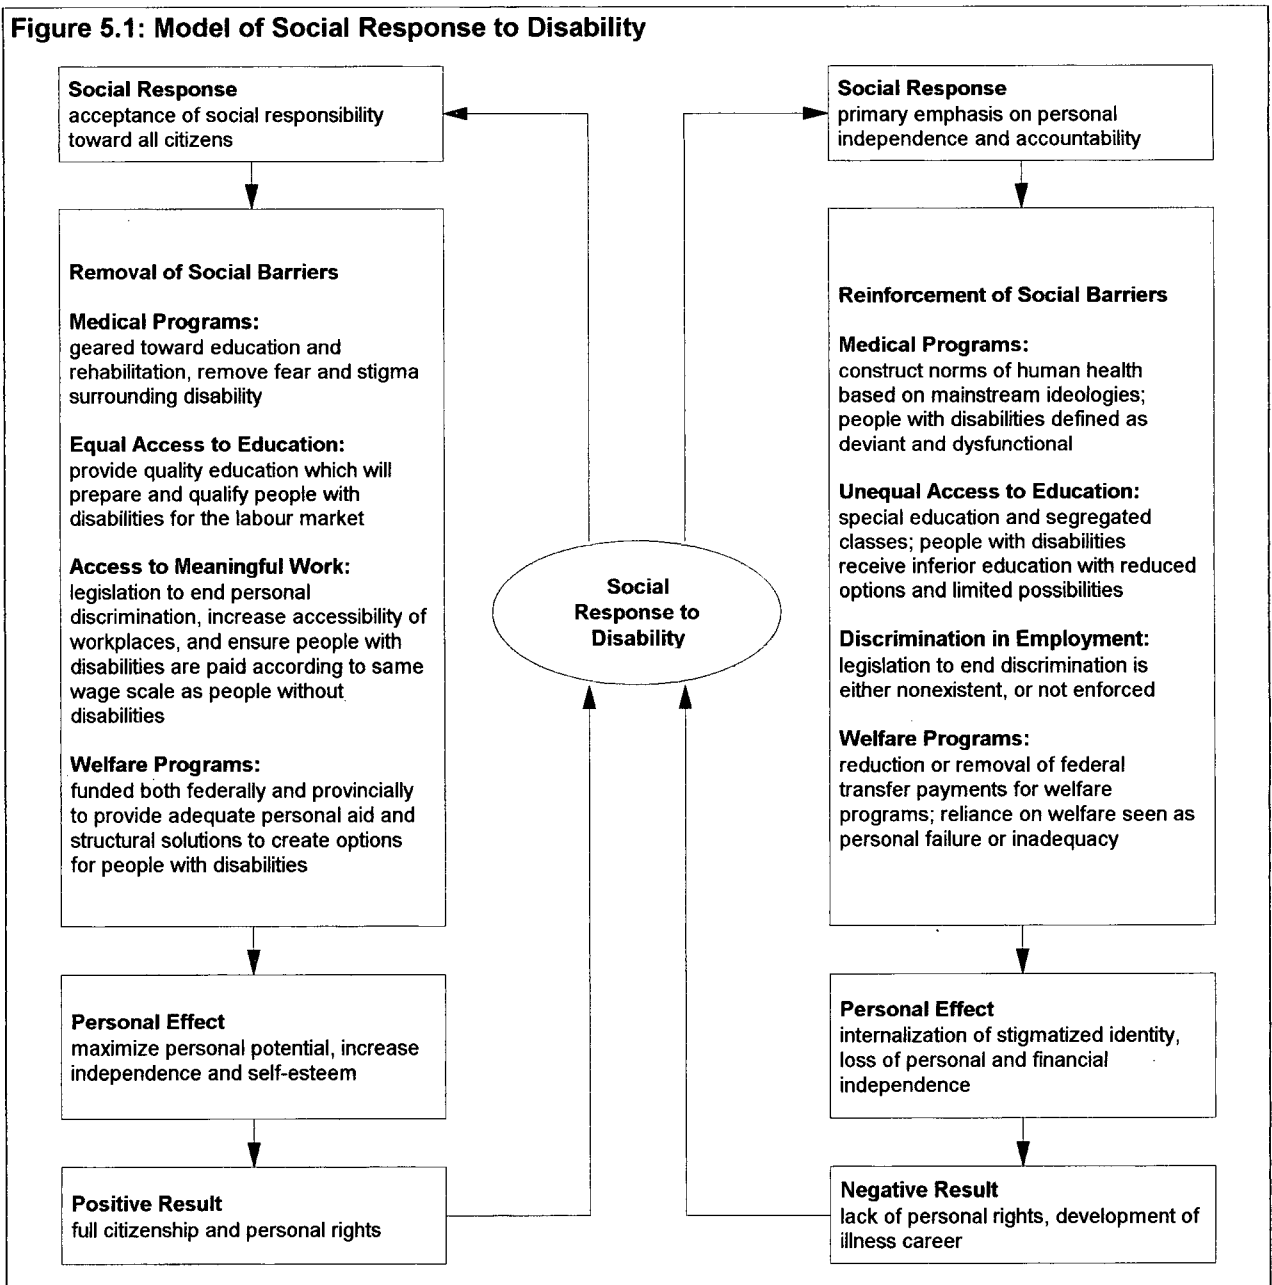 Figure 5.1: Model of Social Response to Disability
Social Response
acceptance of social responsibility
toward all citizens
Removal of Social Barriers
Medical Programs:
geared toward education and
rehabilitation, remove fear and stigma
surrounding disability
Equal Access to Education:
provide quality education which will
prepare and qualify people with
disabilities for the labour market
Access to Meaningful Work:
legislation to end personal
discrimination, increase accessibility of
workplaces, and ensure people with
disabilities are paid according to same
wage scale as people without
disabilities
Welfare Programs:
funded both federally and provincially
to provide adequate personal aid and
structural solutions to create options
for people with disabilities
Personal Effect
maximize personal potential, increase
independence and self-esteem
Positive Result
full citizenship and personal rights
Social
Response to
Disability
Social Response
primary emphasis on personal
independence and accountability
Reinforcement of Social Barriers
Medical Programs:
construct norms of human health
based on mainstream ideologies;
people with disabilities defined as
deviant and dysfunctional
Unequal Access to Education:
special education and segregated
classes; people with disabilities
receive inferior education with reduced
options and limited possibilities
Discrimination in Employment:
legislation to end discrimination is
either nonexistent, or not enforced
Welfare Programs:
reduction or removal of federal
transfer payments for welfare
programs; reliance on welfare seen as
personal failure or inadequacy
Personal Effect
internalization of stigmatized identity,
loss of personal and financial
independence
Negative Result
lack of personal rights, development of
illness career